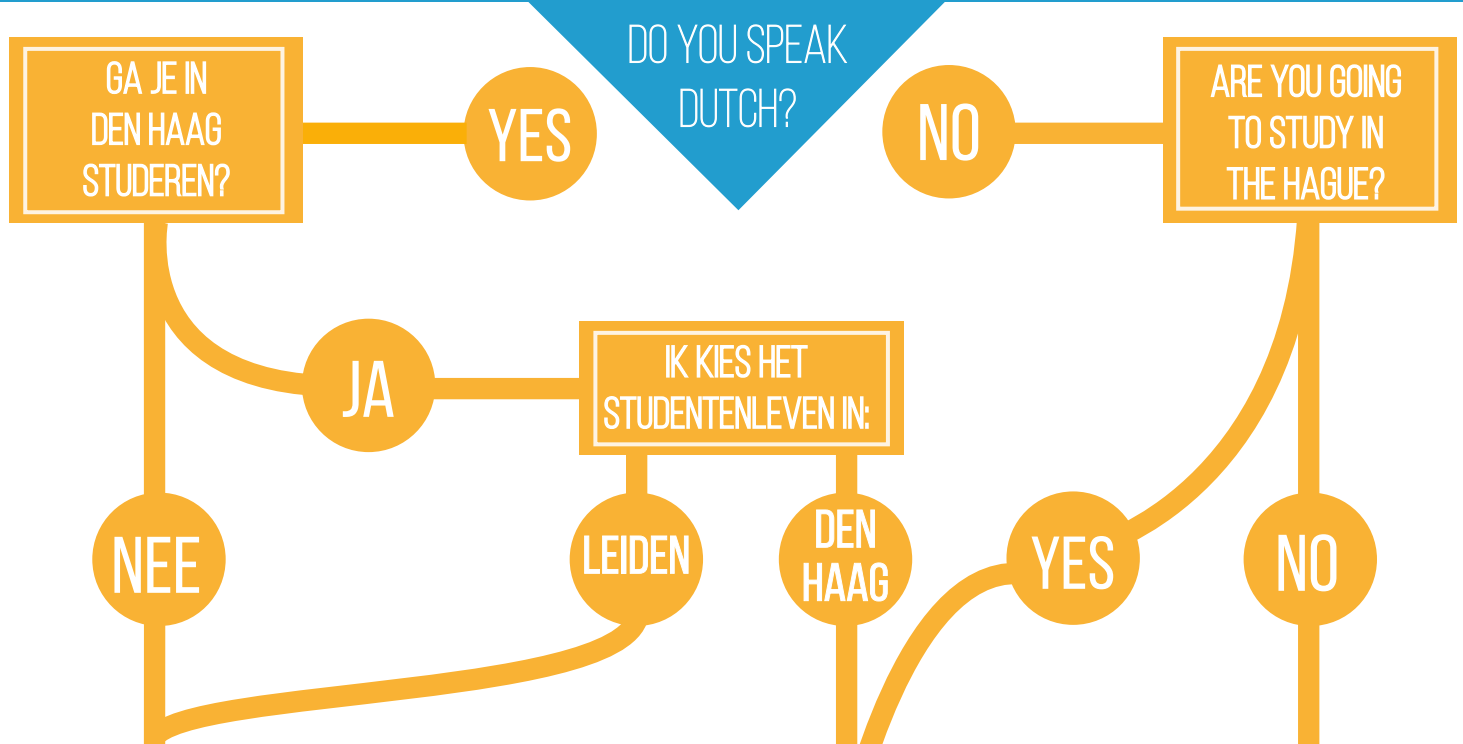 DO YOU SPEAK
DUTCH?
GA JE IN
DEN HAAG
STUDEREN?
YES
NO
ARE YOU GOING
TO STUDY IN
THE HAGUE?
JA
IK KIES HET
STUDENTENLEVEN IN:
NEE
LEIDEN
DEN
HAAG
YES
NO